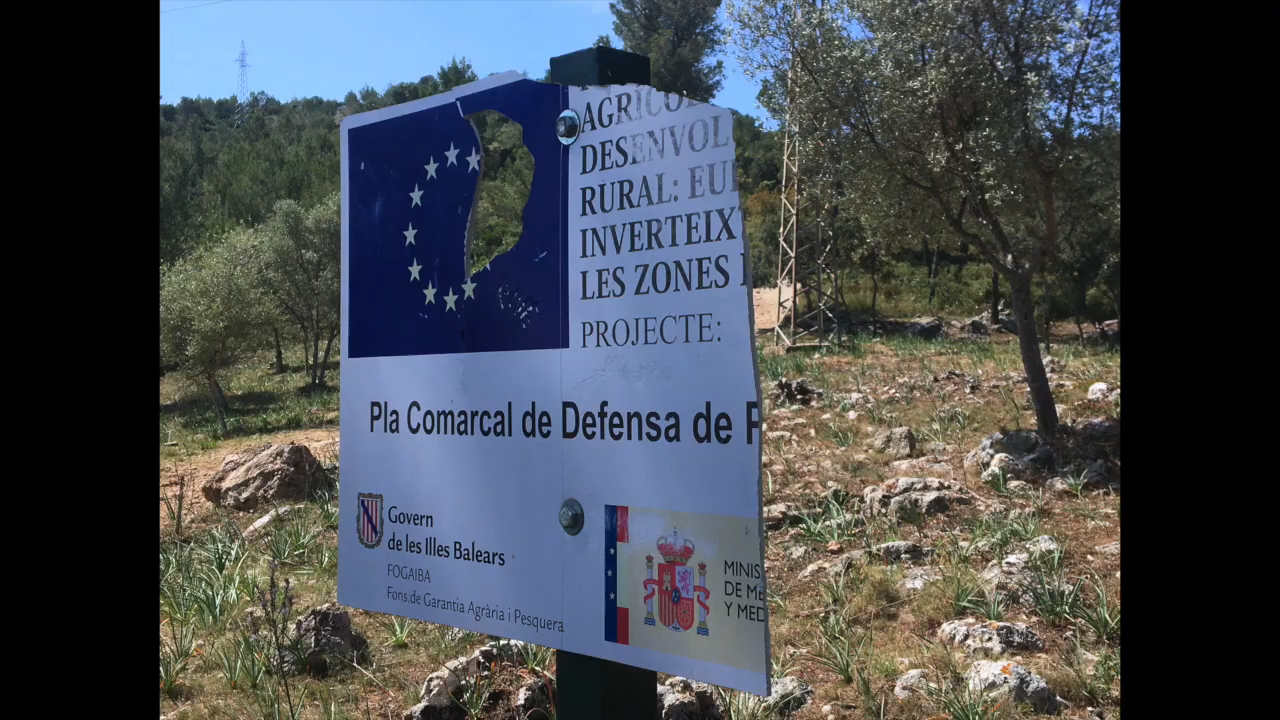 AGRÍCOL
DESENVOL
RURAL: EU
INVERTEIX
LES ZONES
PROJECTE:
Pla Comarcal de Defensa de
Govern
de les Illes Balears
FOGAIBA
Fons de Garantia Agrària i Pesquera
MINIS
DE ME
Y MED